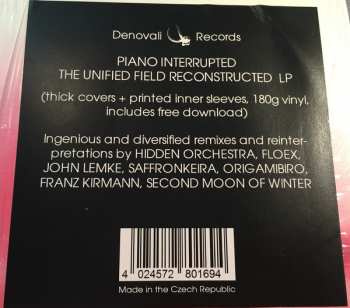 Denovali Records
PIANO INTERRUPTED
THE UNIFIED FIELD RECONSTRUCTED LP
(thick covers + printed inner sleeves, 180g vinyl,
includes free download)
Ingenious and diversified remixes and reinter-
pretations by HIDDEN ORCHESTRA, FLOEX,
JOHN LEMKE, SAFFRONKEIRA, ORIGAMIBIRO,
FRANZ KIRMANN, SECOND MOON OF WINTER
4 024572 801694
Made in the Czech Republic